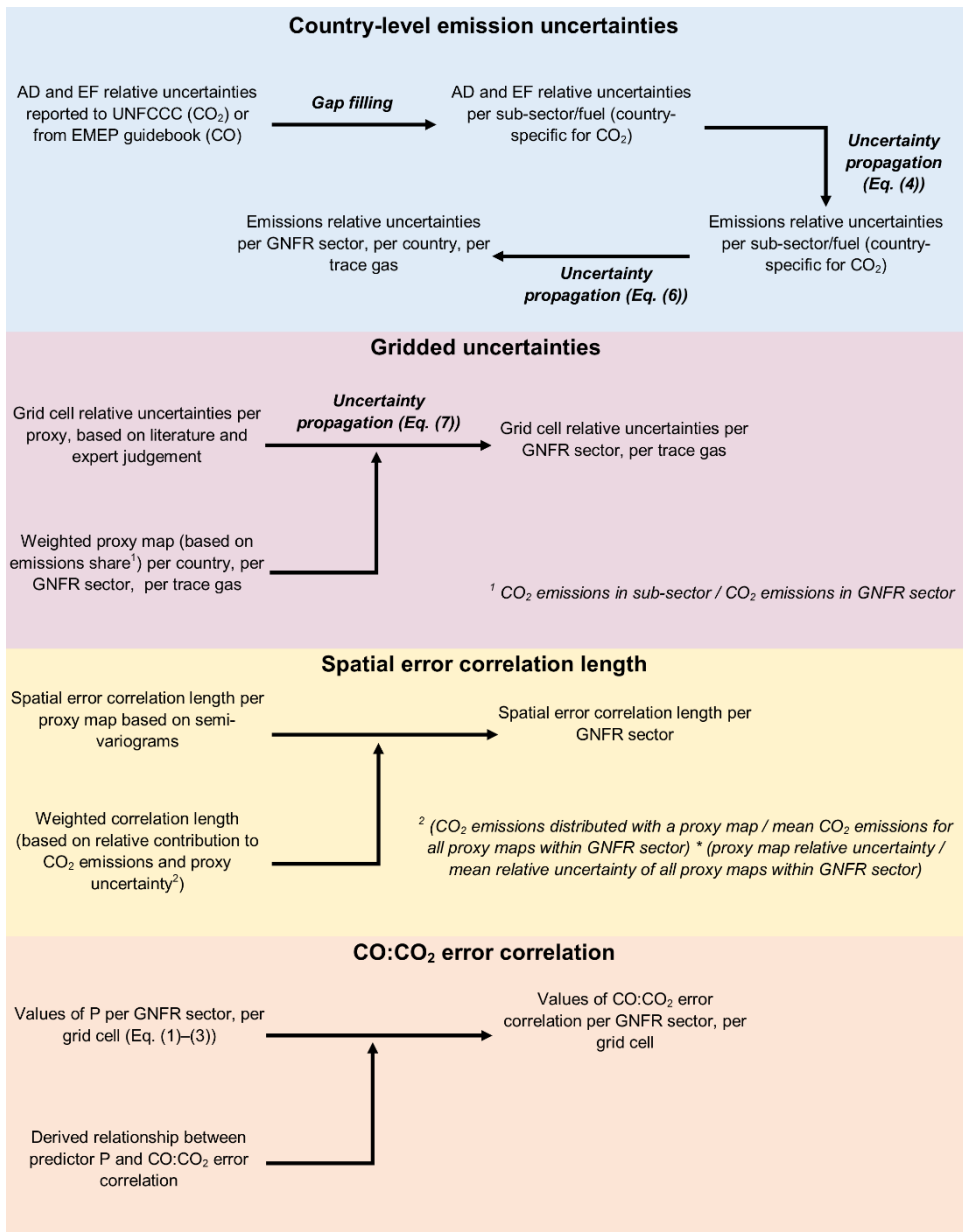 Country-level emission uncertainties
AD and EF relative uncertainties
reported to UNFCCC (CO₂) or
from EMEP guidebook (CO)
Gap filling
AD and EF relative uncertainties
per sub-sector/fuel (country-
specific for CO₂)
Uncertainty
propagation
(Eq. (4))
Emissions relative uncertainties
per sub-sector/fuel (country-
specific for CO₂)
Uncertainty
propagation (Eq. (6))
Emissions relative uncertainties
per GNFR sector, per country, per
trace gas
Gridded uncertainties
Grid cell relative uncertainties per
proxy, based on literature and
expert judgement
Uncertainty
propagation (Eq. (7))
Grid cell relative uncertainties per
GNFR sector, per trace gas
Weighted proxy map (based on
emissions share¹) per country, per
GNFR sector, per trace gas
¹ CO₂ emissions in sub-sector / CO₂ emissions in GNFR sector
Spatial error correlation length
Spatial error correlation length per
proxy map based on semi-
variograms
Spatial error correlation length per
GNFR sector
Weighted correlation length
(based on relative contribution to
CO₂ emissions and proxy
uncertainty²)
² (CO₂ emissions distributed with a proxy map / mean CO₂ emissions for
all proxy maps within GNFR sector) * (proxy map relative uncertainty /
mean relative uncertainty of all proxy maps within GNFR sector)
CO:CO₂ error correlation
Values of P per GNFR sector, per
grid cell (Eq. (1)–(3))
Values of CO:CO₂ error
correlation per GNFR sector, per
grid cell
Derived relationship between
predictor P and CO:CO₂ error
correlation